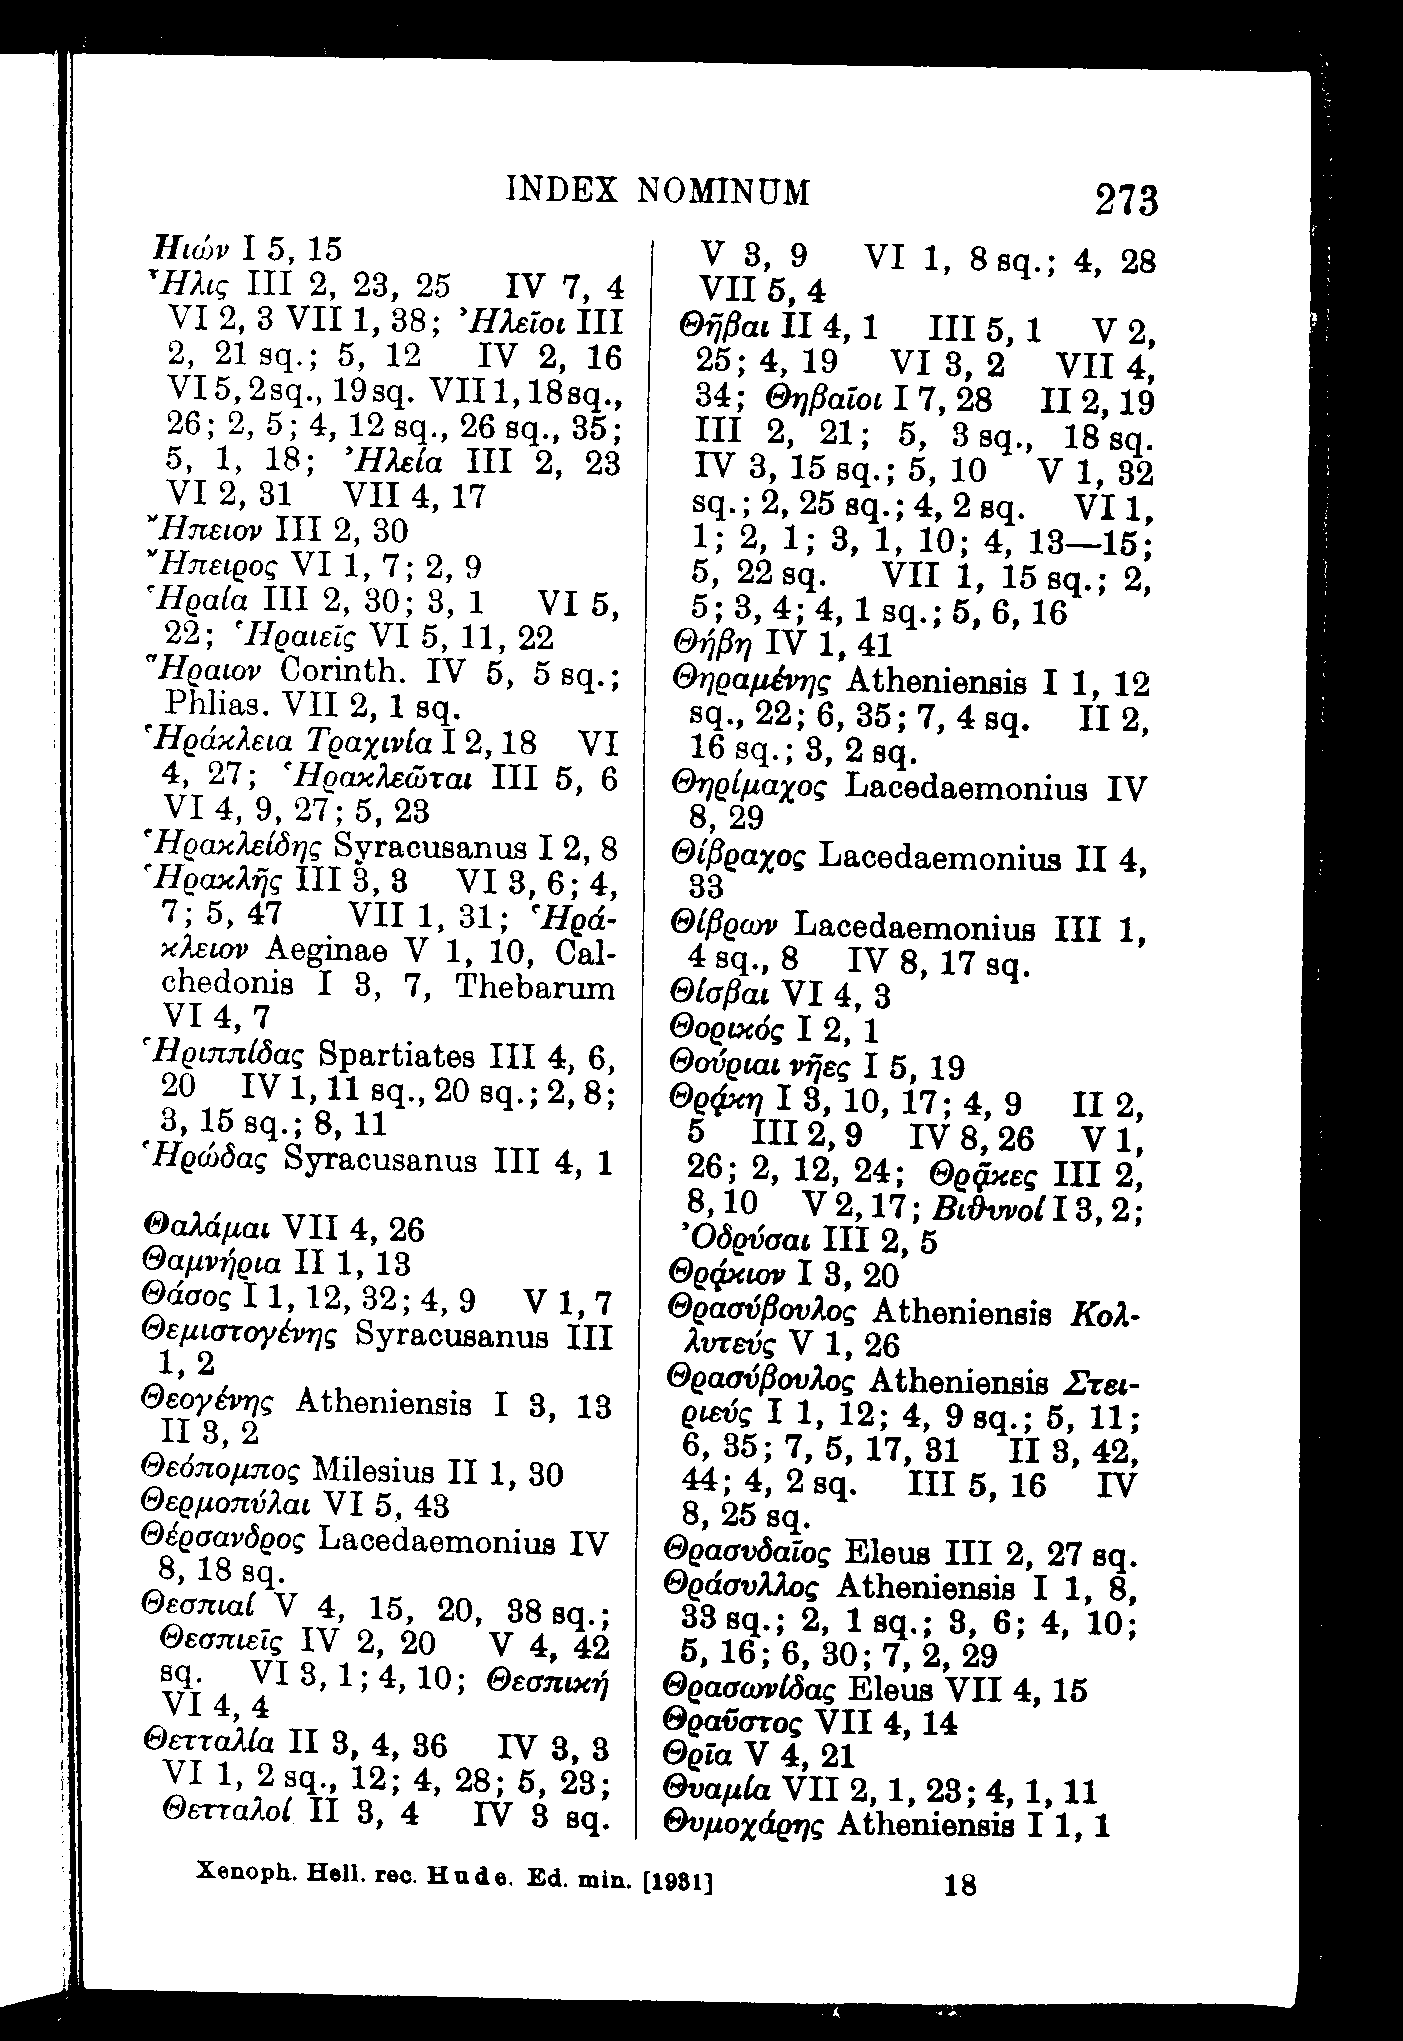 INDEX NOMINUM 273
Ἠιών I 5, 15
Ἦλις III 2, 23, 25 IV 7, 4
VI 2, 3 VII 1, 38; Ἠλεῖοι III
2, 21 sq.; 5, 12 IV 2, 16
VI 5, 2 sq., 19 sq. VII 1, 18 sq.,
26; 2, 5; 4, 12 sq., 26 sq., 35;
5, 1, 18; Ἠλεία III 2, 23
VI 2, 31 VII 4, 17
Ἤπειον III 2, 30
Ἤπειρος VI 1, 7; 2, 9
Ἡραία III 2, 30; 3, 1 VI 5,
22; Ἡραιεῖς VI 5, 11, 22
Ἥραιον Corinth. IV 5, 5 sq.;
Phlias. VII 2, 1 sq.
Ἡράκλεια Τραχινία I 2, 18 VI
4, 27; Ἡρακλεῶται III 5, 6
VI 4, 9, 27; 5, 23
Ἡρακλείδης Syracusanus I 2, 8
Ἡρακλῆς III 3, 3 VI 3, 6; 4,
7; 5, 47 VII 1, 31; Ἡρά-
κλειον Aeginae V 1, 10, Cal-
chedonis I 3, 7, Thebarum
VI 4, 7
Ἡριππίδας Spartiates III 4, 6,
20 IV 1, 11 sq., 20 sq.; 2, 8;
3, 15 sq.; 8, 11
Ἡρώδας Syracusanus III 4, 1
Θαλάμαι VII 4, 26
Θαμνήρια II 1, 13
Θάσος I 1, 12, 32; 4, 9 V 1, 7
Θεμιστογένης Syracusanus III
1, 2
Θεογένης Atheniensis I 3, 13
II 3, 2
Θεόπομπος Milesius II 1, 30
Θερμοπύλαι VI 5, 43
Θέρσανδρος Lacedaemonius IV
8, 18 sq.
Θεσπιαί V 4, 15, 20, 38 sq.;
Θεσπιεῖς IV 2, 20 V 4, 42
sq. VI 3, 1; 4, 10; Θεσπική
VI 4, 4
Θετταλία II 3, 4, 36 IV 3, 3
VI 1, 2 sq., 12; 4, 28; 5, 23;
Θετταλοί II 3, 4 IV 3 sq.
V 3, 9 VI 1, 8 sq.; 4, 28
VII 5, 4
Θῆβαι II 4, 1 III 5, 1 V 2,
25; 4, 19 VI 3, 2 VII 4,
34; Θηβαῖοι I 7, 28 II 2, 19
III 2, 21; 5, 3 sq., 18 sq.
IV 3, 15 sq.; 5, 10 V 1, 32
sq.; 2, 25 sq.; 4, 2 sq. VI 1,
1; 2, 1; 3, 1, 10; 4, 13—15;
5, 22 sq. VII 1, 15 sq.; 2,
5; 3, 4; 4, 1 sq.; 5, 6, 16
Θήβη IV 1, 41
Θηραμένης Atheniensis I 1, 12
sq., 22; 6, 35; 7, 4 sq. II 2,
16 sq.; 3, 2 sq.
Θηρίμαχος Lacedaemonius IV
8, 29
Θίβραχος Lacedaemonius II 4,
33
Θίβρων Lacedaemonius III 1,
4 sq., 8 IV 8, 17 sq.
Θίσβαι VI 4, 3
Θορικός I 2, 1
Θούριαι νῆες I 5, 19
Θρᾴκη I 3, 10, 17; 4, 9 II 2,
5 III 2, 9 IV 8, 26 V 1,
26; 2, 12, 24; Θρᾷκες III 2,
8, 10 V 2, 17; Βιθυνοί I 3, 2;
Ὀδρύσαι III 2, 5
Θρᾴκιον I 3, 20
Θρασύβουλος Atheniensis Κολ-
λυτεύς V 1, 26
Θρασύβουλος Atheniensis Στει-
ριεύς I 1, 12; 4, 9 sq.; 5, 11;
6, 35; 7, 5, 17, 31 II 3, 42,
44; 4, 2 sq. III 5, 16 IV
8, 25 sq.
Θρασυδαῖος Eleus III 2, 27 sq.
Θράσυλλος Atheniensis I 1, 8,
33 sq.; 2, 1 sq.; 3, 6; 4, 10;
5, 16; 6, 30; 7, 2, 29
Θρασωνίδας Eleus VII 4, 15
Θραῦστος VII 4, 14
Θρῖα V 4, 21
Θυαμία VII 2, 1, 23; 4, 1, 11
Θυμοχάρης Atheniensis I 1, 1
Xenoph. Hell. rec. Hude. Ed. min. [1931] 18